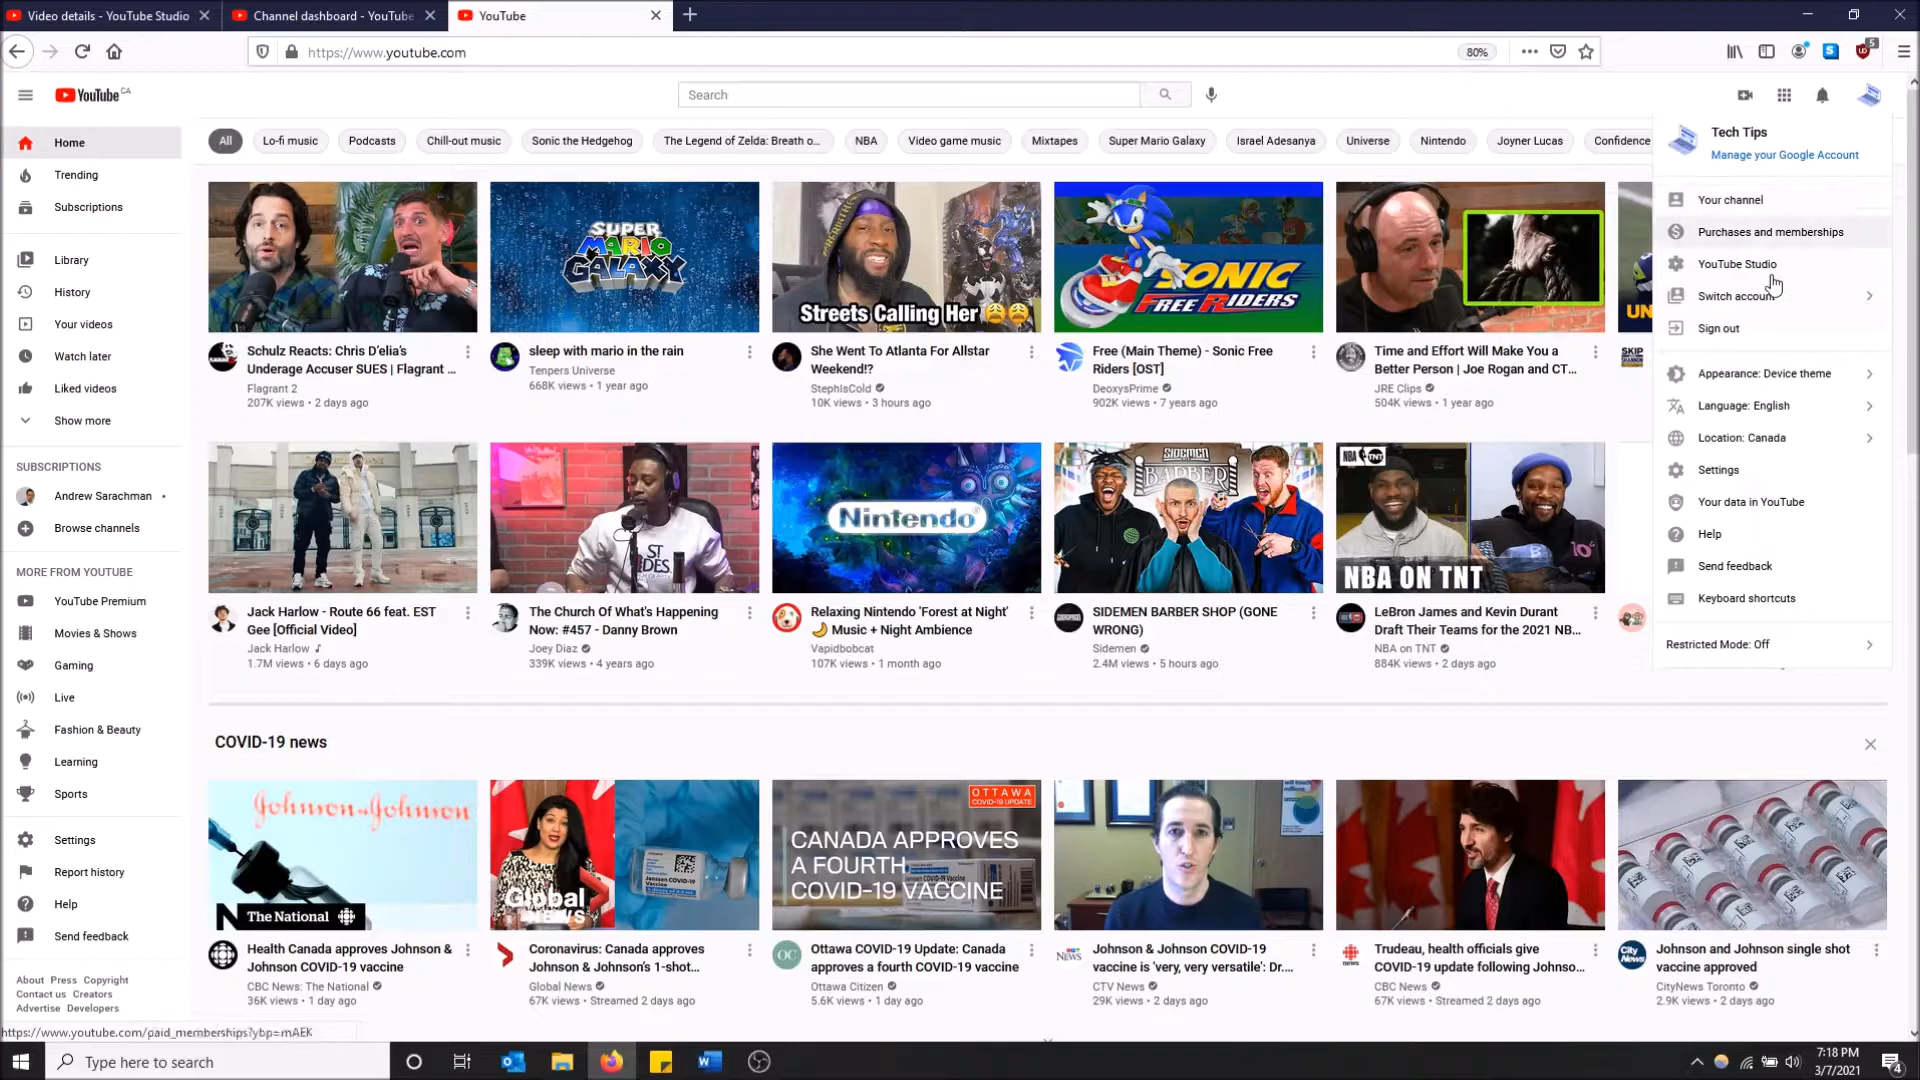 Video details - YouTube Studio
Channel dashboard - YouTube
YouTube
https://www.youtube.com
80%
5
YouTube CA
Search
All
Lo-fi music
Podcasts
Chill-out music
Sonic the Hedgehog
The Legend of Zelda: Breath o...
NBA
Video game music
Mixtapes
Super Mario Galaxy
Israel Adesanya
Universe
Nintendo
Joyner Lucas
Confidence
Home
Trending
Subscriptions
Library
History
Your videos
Watch later
Liked videos
Show more
SUBSCRIPTIONS
Andrew Sarachman
Browse channels
MORE FROM YOUTUBE
YouTube Premium
Movies & Shows
Gaming
Live
Fashion & Beauty
Learning
Sports
Settings
Report history
Help
Send feedback
About Press Copyright
Contact us Creators
Advertise Developers
SUPER
MARIO
GALAXY
Streets Calling Her
SONIC
FREE RIDERS
UN
Schulz Reacts: Chris D'elia's
Underage Accuser SUES | Flagrant ...
Flagrant 2
207K views • 2 days ago
sleep with mario in the rain
Tenpers Universe
668K views • 1 year ago
She Went To Atlanta For Allstar
Weekend!?
StephIsCold
10K views • 3 hours ago
Free (Main Theme) - Sonic Free
Riders [OST]
DeoxysPrime
902K views • 7 years ago
Time and Effort Will Make You a
Better Person | Joe Rogan and CT...
JRE Clips
504K views • 1 year ago
SKIP
Nintendo
SIDEMEN
BARBER
NBA TNT
NBA ON TNT
Jack Harlow - Route 66 feat. EST
Gee [Official Video]
Jack Harlow
1.7M views • 6 days ago
The Church Of What's Happening
Now: #457 - Danny Brown
Joey Diaz
339K views • 4 years ago
Relaxing Nintendo 'Forest at Night'
🌙 Music + Night Ambience
Vapidbobcat
107K views • 1 month ago
SIDEMEN BARBER SHOP (GONE
WRONG)
Sidemen
2.4M views • 5 hours ago
LeBron James and Kevin Durant
Draft Their Teams for the 2021 NB...
NBA on TNT
884K views • 2 days ago
Tech Tips
Manage your Google Account
Your channel
Purchases and memberships
YouTube Studio
Switch account
Sign out
Appearance: Device theme
Language: English
Location: Canada
Settings
Your data in YouTube
Help
Send feedback
Keyboard shortcuts
Restricted Mode: Off
COVID-19 news
Johnson & Johnson
The National
Global
NEWS
OTTAWA
COVID-19 UPDATE
CANADA APPROVES
A FOURTH
COVID-19 VACCINE
Health Canada approves Johnson &
Johnson COVID-19 vaccine
CBC News: The National
36K views • 1 day ago
Coronavirus: Canada approves
Johnson & Johnson's 1-shot...
Global News
67K views • Streamed 2 days ago
OC
Ottawa COVID-19 Update: Canada
approves a fourth COVID-19 vaccine
Ottawa Citizen
5.6K views • 1 day ago
NEWS
Johnson & Johnson COVID-19
vaccine is 'very, very versatile': Dr....
CTV News
29K views • 2 days ago
news
Trudeau, health officials give
COVID-19 update following Johnso...
CBC News
67K views • Streamed 2 days ago
City
News
Johnson and Johnson single shot
vaccine approved
CityNews Toronto
2.9K views • 2 days ago
https://www.youtube.com/paid_memberships?ybp=mAEK
Type here to search
7:18 PM
3/7/2021
4